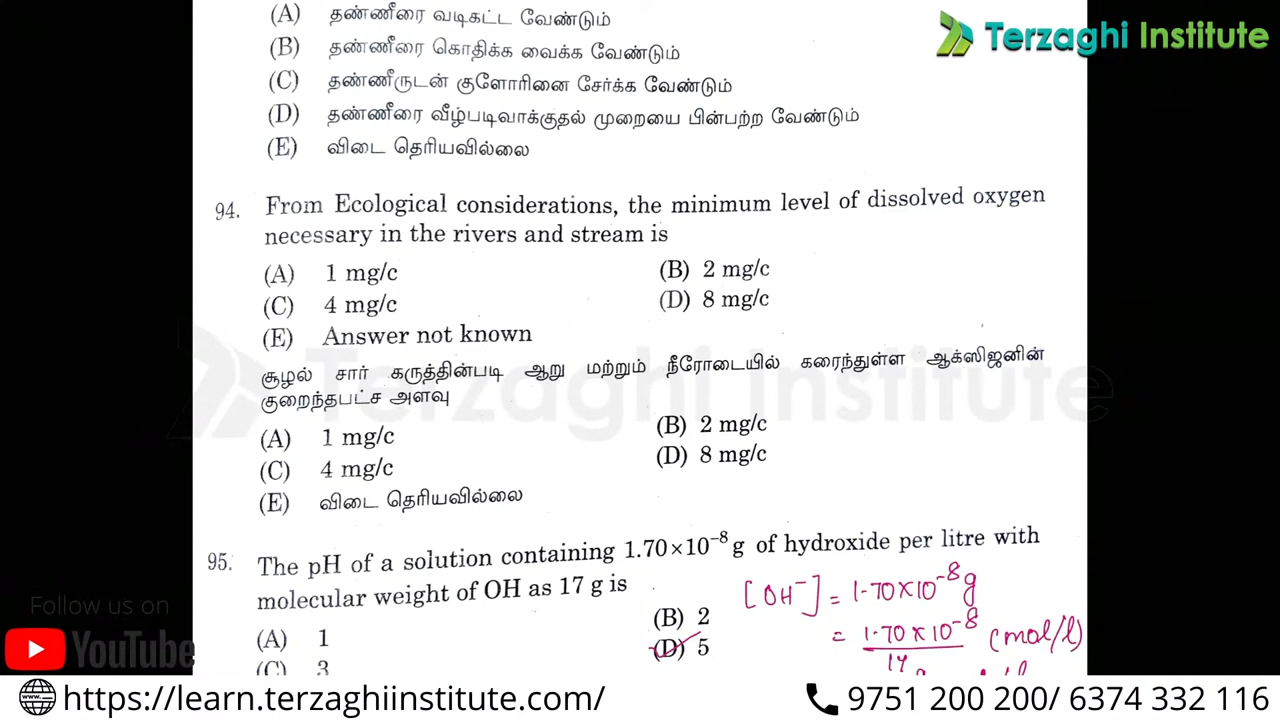 (A) தண்ணீரை வடிகட்ட வேண்டும்
Terzaghi Institute
(B) தண்ணீரை கொதிக்க வைக்க வேண்டும்
(C) தண்ணீருடன் குளோரினை சேர்க்க வேண்டும்
(D) தண்ணீரை வீழ்படிவாக்குதல் முறையை பின்பற்ற வேண்டும்
(E) விடை தெரியவில்லை
94. From Ecological considerations, the minimum level of dissolved oxygen
necessary in the rivers and stream is
(A) 1 mg/c (B) 2 mg/c
(C) 4 mg/c (D) 8 mg/c
(E) Answer not known
Terzaghi Institute
சூழல் சார் கருத்தின்படி ஆறு மற்றும் நீரோடையில் கரைந்துள்ள ஆக்ஸிஜனின்
குறைந்தபட்ச அளவு
(A) 1 mg/c (B) 2 mg/c
(C) 4 mg/c (D) 8 mg/c
(E) விடை தெரியவில்லை
95. The pH of a solution containing 1.70×10⁻⁸ g of hydroxide per litre with
molecular weight of OH as 17 g is
[OH⁻] = 1.70×10⁻⁸ g
(A) 1 (B) 2
= 1.70×10⁻⁸ (mol/l)
(C) 3 (D) 5
17
Follow us on
YouTube
https://learn.terzaghiinstitute.com/ 9751 200 200/ 6374 332 116